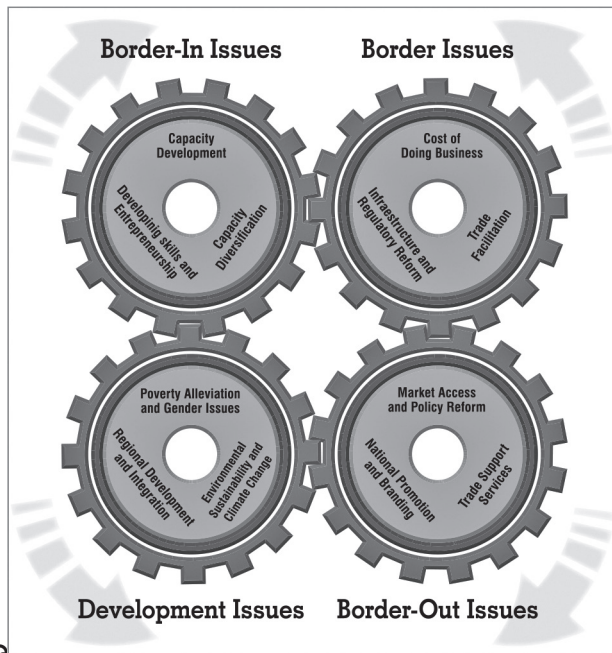 Border-In Issues
Border Issues
Capacity
Development
Developing skills and
Entrepreneurship
Capacity
Diversification
Cost of
Doing Business
Infraestructure and
Regulatory Reform
Trade
Facilitation
Poverty Alleviation
and Gender Issues
Regional Development
and Integration
Environmental
Sustainability and
Climate Change
Market Access
and Policy Reform
National Promotion
and Branding
Trade Support
Services
Development Issues
Border-Out Issues